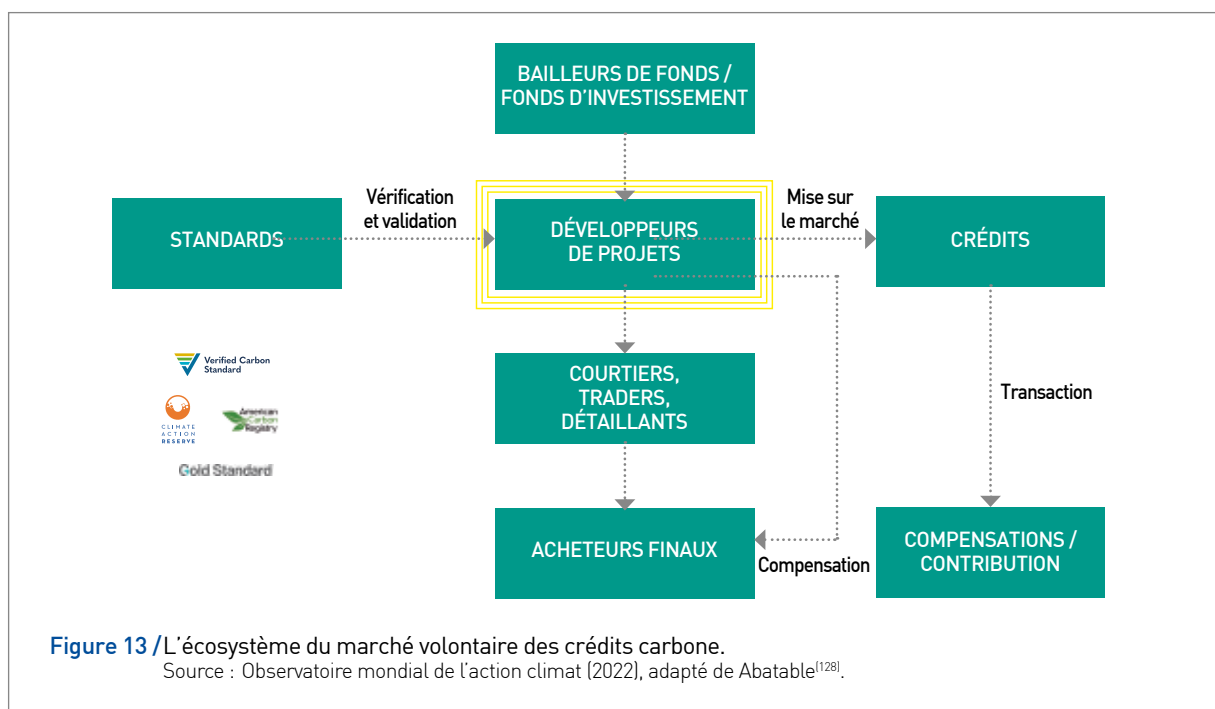 BAILLEURS DE FONDS /
FONDS D'INVESTISSEMENT
Vérification
et validation
Mise sur
le marché
STANDARDS
DÉVELOPPEURS
DE PROJETS
CRÉDITS
Verified Carbon
Standard
CLIMATE
ACTION
RESERVE
American
Carbon
Registry
Gold Standard
COURTIERS,
TRADERS,
DÉTAILLANTS
Transaction
ACHETEURS FINAUX
Compensation
COMPENSATIONS /
CONTRIBUTION
Figure 13 / L'écosystème du marché volontaire des crédits carbone.
Source : Observatoire mondial de l'action climat (2022), adapté de Abatable[128].